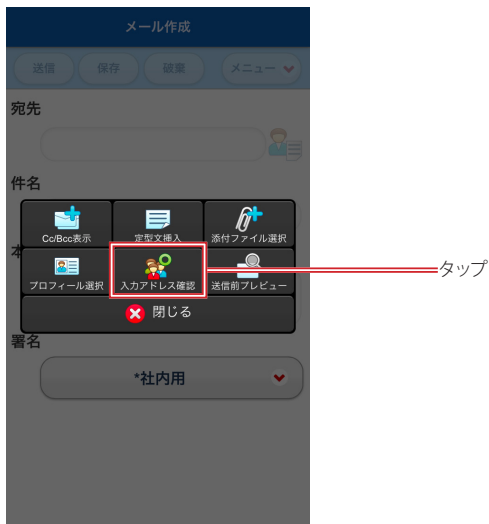 メール作成
送信 保存 破棄 メニュー
宛先
件名
Cc/Bcc表示 定型文挿入 添付ファイル選択
本
プロフィール選択 入力アドレス確認 送信前プレビュー
タップ
閉じる
署名
*社内用